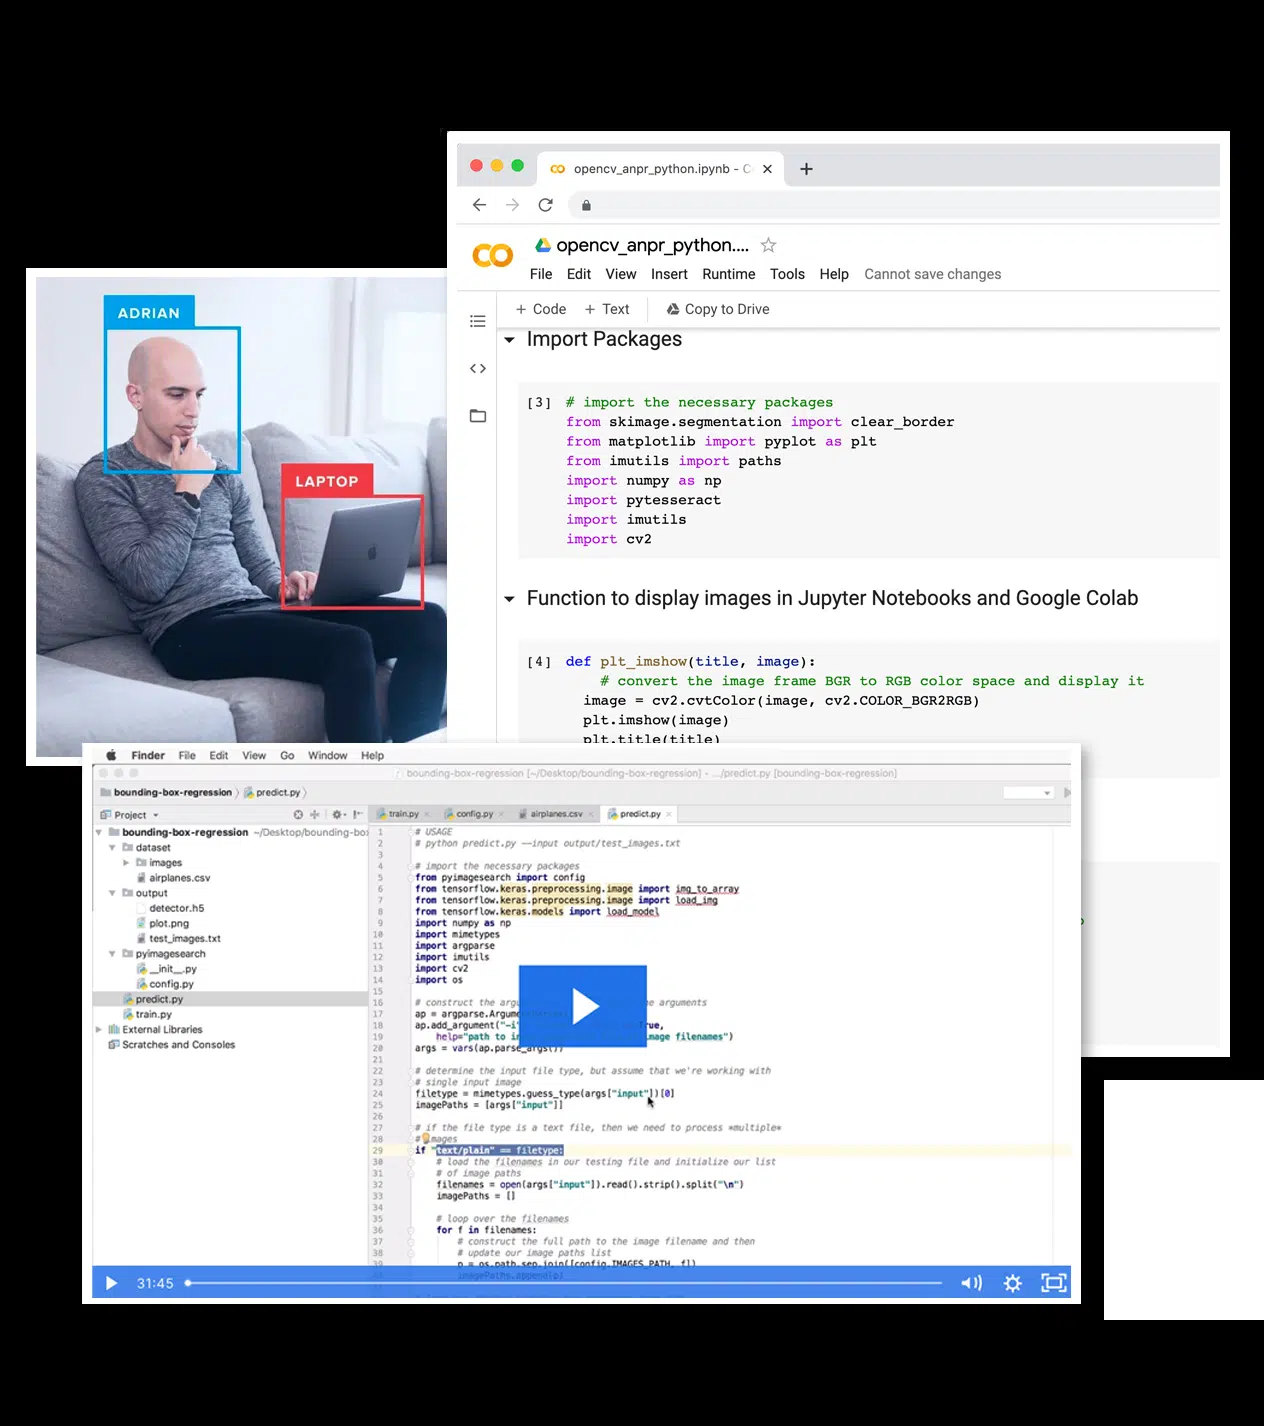 ADRIAN
LAPTOP
opencv_anpr_python.ipynb - C
opencv_anpr_python....
File Edit View Insert Runtime Tools Help Cannot save changes
+ Code + Text Copy to Drive
Import Packages
[3] # import the necessary packages
from skimage.segmentation import clear_border
from matplotlib import pyplot as plt
from imutils import paths
import numpy as np
import pytesseract
import imutils
import cv2
Function to display images in Jupyter Notebooks and Google Colab
[4] def plt_imshow(title, image):
# convert the image frame BGR to RGB color space and display it
image = cv2.cvtColor(image, cv2.COLOR_BGR2RGB)
plt.imshow(image)
plt.title(title)
Finder File Edit View Go Window Help
bounding-box-regression [~/Desktop/bounding-box-regression] - .../predict.py [bounding-box-regression]
bounding-box-regression predict.py
Project
train.py config.py airplanes.csv predict.py
bounding-box-regression ~/Desktop/bounding-box
dataset
images
airplanes.csv
output
detector.h5
plot.png
test_images.txt
pyimagesearch
__init__.py
config.py
predict.py
train.py
External Libraries
Scratches and Consoles
1 # USAGE
2 # python predict.py --input output/test_images.txt
3
4 # import the necessary packages
5 from pyimagesearch import config
6 from tensorflow.keras.preprocessing.image import img_to_array
7 from tensorflow.keras.preprocessing.image import load_img
8 from tensorflow.keras.models import load_model
9 import numpy as np
10 import mimetypes
11 import argparse
12 import imutils
13 import cv2
14 import os
15
16 # construct the argu e arguments
17 ap = argparse.Argume
18 ap.add_argument("-i" rue,
19 help="path to i mage filenames")
20 args = vars(ap.parse_args())
21
22 # determine the input file type, but assume that we're working with
23 # single input image
24 filetype = mimetypes.guess_type(args["input"])[0]
25 imagePaths = [args["input"]]
26
27 # if the file type is a text file, then we need to process *multiple*
28 # mages
29 if "text/plain" == filetype:
30 # load the filenames in our testing file and initialize our list
31 # of image paths
32 filenames = open(args["input"]).read().strip().split("\n")
33 imagePaths = []
34
35 # loop over the filenames
36 for f in filenames:
37 # construct the full path to the image filename and then
38 # update our image paths list
39 p = os.path.sep.join([config.IMAGES_PATH, f])
imagePaths.append(p)
31:45